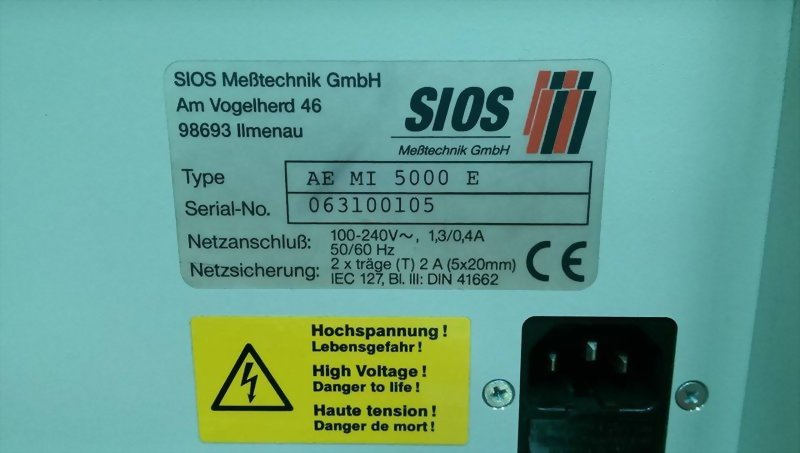 SIOS Meßtechnik GmbH
Am Vogelherd 46
98693 Ilmenau
SIOS
Meßtechnik GmbH
Type AE MI 5000 E
Serial-No. 063100105
Netzanschluß: 100-240V~, 1,3/0,4A
50/60 Hz
Netzsicherung: 2 x träge (T) 2 A (5x20mm)
IEC 127, Bl. III: DIN 41662
CE
Hochspannung!
Lebensgefahr!
High Voltage!
Danger to life!
Haute tension!
Danger de mort!